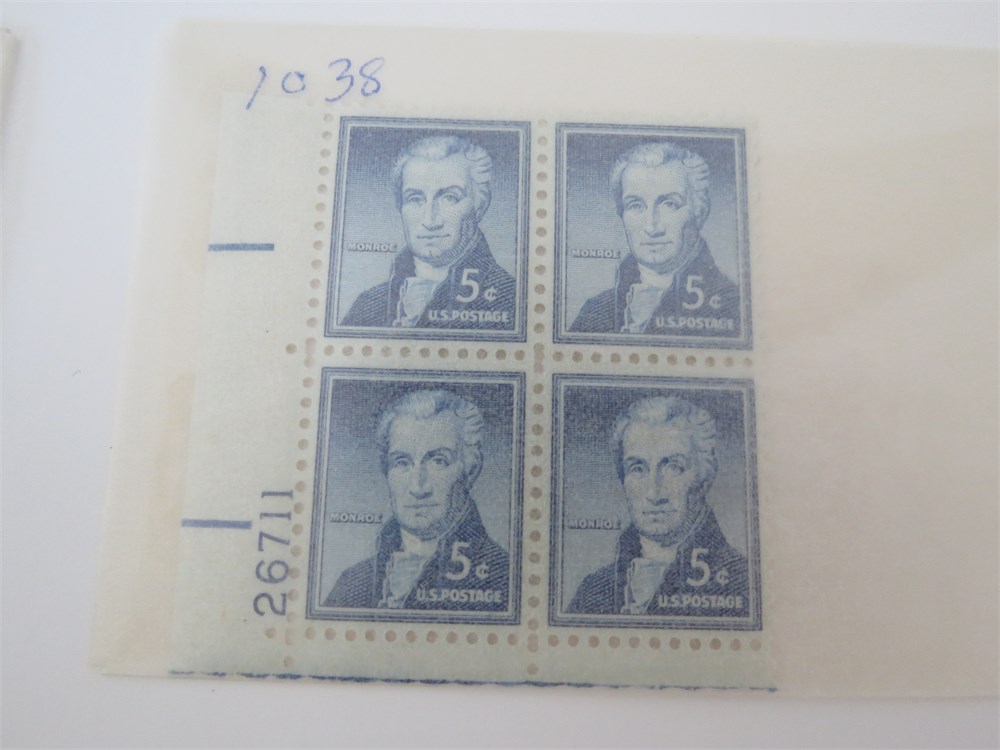 1038
MONROE
5¢
U.S. POSTAGE
MONROE
5¢
U.S. POSTAGE
MONROE
5¢
U.S. POSTAGE
MONROE
5¢
U.S. POSTAGE
26711